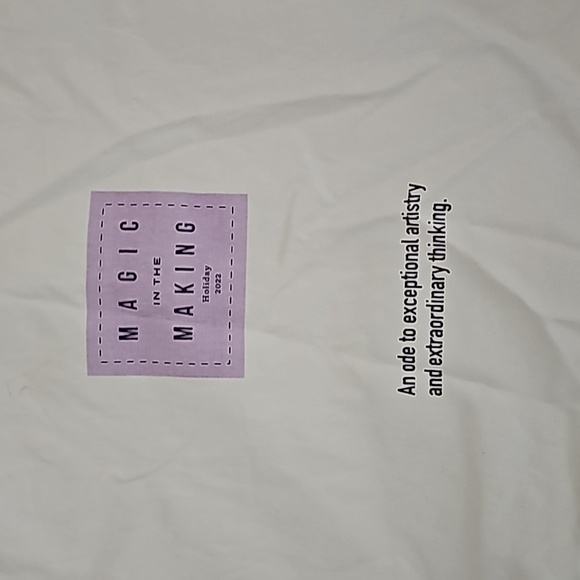 MAGIC
IN THE
MAKING
Holiday
2022
An ode to exceptional artistry
and extraordinary thinking.